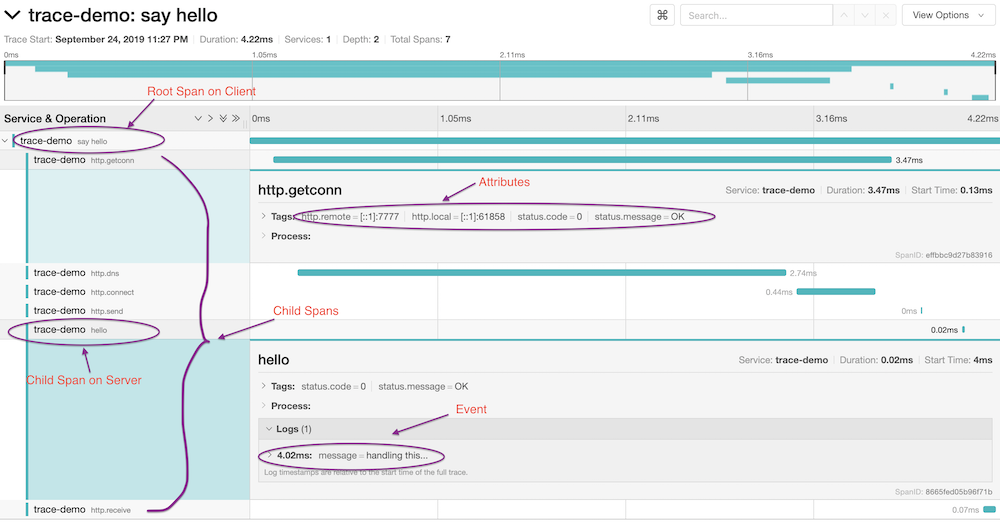 trace-demo: say hello
⌘ Search... View Options
Trace Start: September 24, 2019 11:27 PM Duration: 4.22ms Services: 1 Depth: 2 Total Spans: 7
0ms 1.05ms 2.11ms 3.16ms 4.22ms
Root Span on Client
Service & Operation 0ms 1.05ms 2.11ms 3.16ms 4.22ms
trace-demo say hello
trace-demo http.getconn 3.47ms
http.getconn Service: trace-demo Duration: 3.47ms Start Time: 0.13ms
Attributes
Tags: http.remote = [::1]:7777 http.local = [::1]:61858 status.code = 0 status.message = OK
Process:
SpanID: effbbc9d27b83916
trace-demo http.dns 2.74ms
trace-demo http.connect 0.44ms
trace-demo http.send 0ms
Child Spans
trace-demo hello 0.02ms
hello Service: trace-demo Duration: 0.02ms Start Time: 4ms
Child Span on Server
Tags: status.code = 0 status.message = OK
Process:
Event
Logs (1)
4.02ms: message = handling this...
Log timestamps are relative to the start time of the full trace.
SpanID: 8665fed05b96f71b
trace-demo http.receive 0.07ms